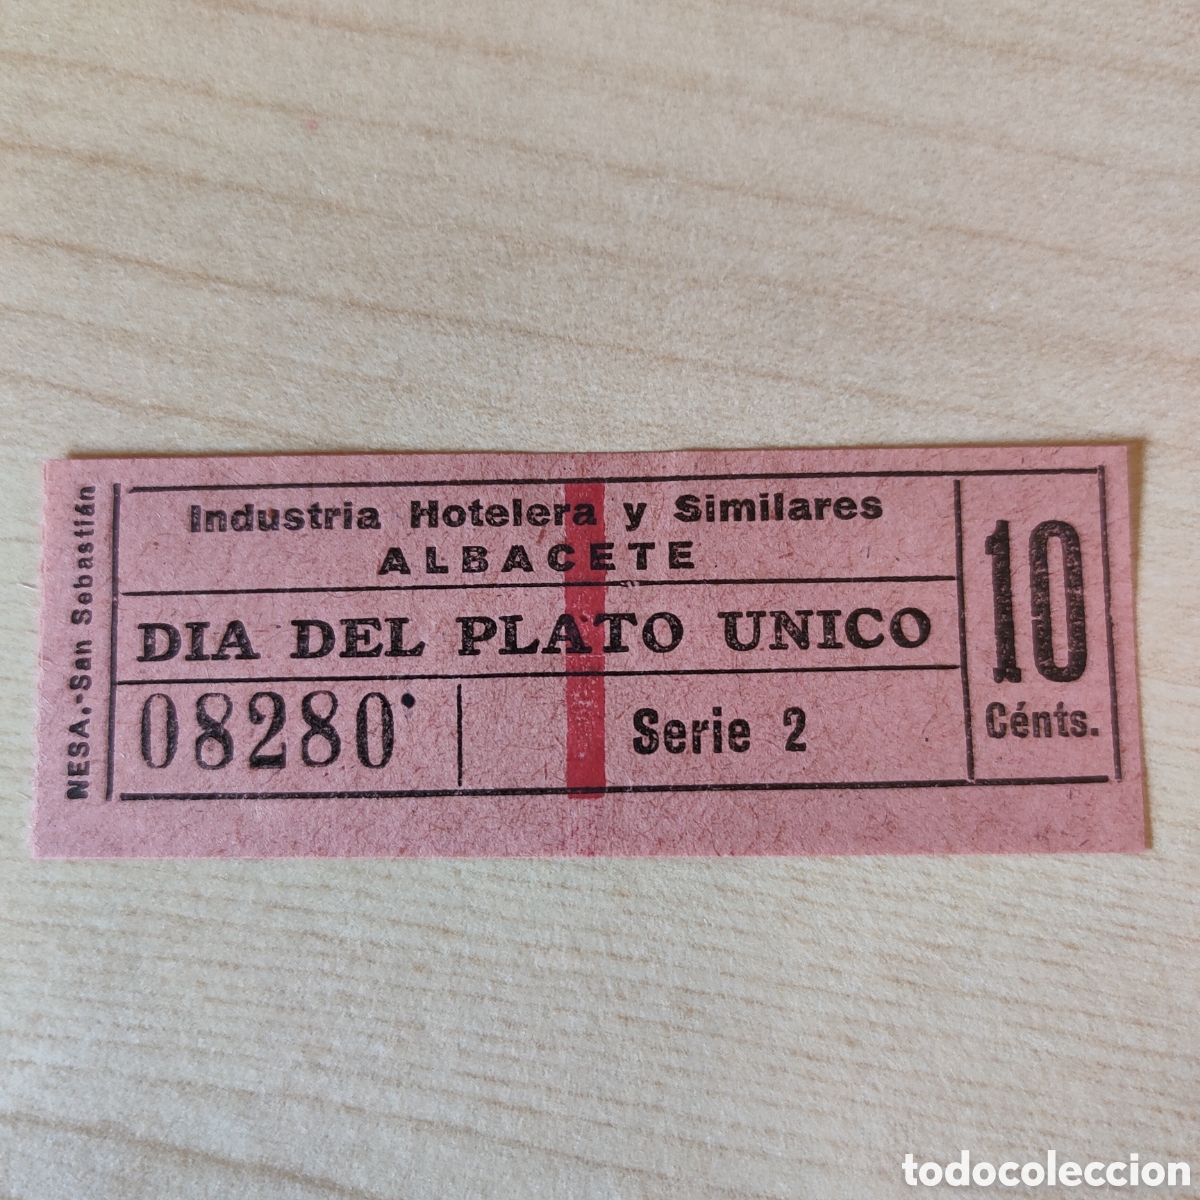 NESA.-San Sebastián
Industria Hotelera y Similares
ALBACETE
DIA DEL PLATO UNICO
08280
Serie 2
10
Cénts.
todocoleccion